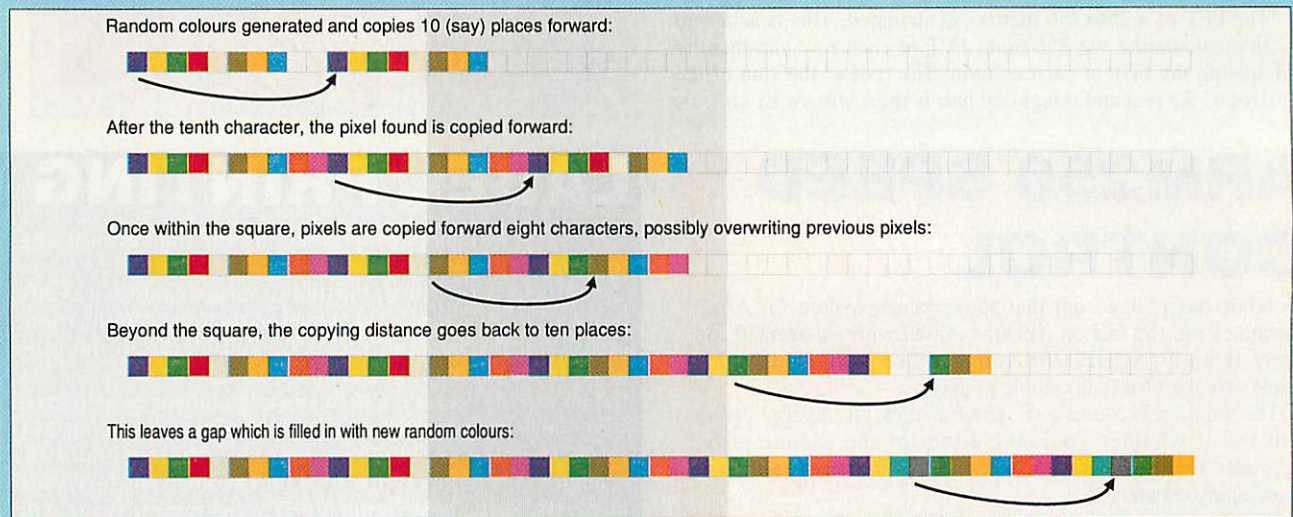 Random colours generated and copies 10 (say) places forward:
After the tenth character, the pixel found is copied forward:
Once within the square, pixels are copied forward eight characters, possibly overwriting previous pixels:
Beyond the square, the copying distance goes back to ten places:
This leaves a gap which is filled in with new random colours: